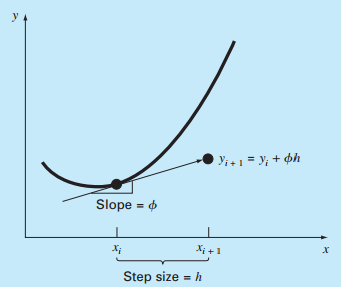 y
yᵢ₊₁ = yᵢ + ϕh
Slope = ϕ
xᵢ
xᵢ₊₁
x
Step size = h